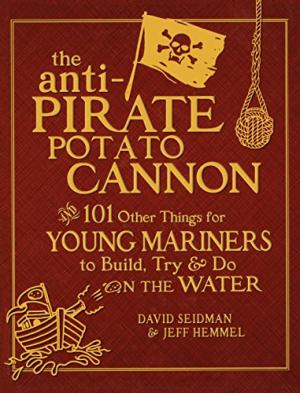 the
anti-
PIRATE
POTATO
CANNON
AND 101 Other Things for
YOUNG MARINERS
to Build, Try & Do
ON THE WATER
DAVID SEIDMAN
& JEFF HEMMEL